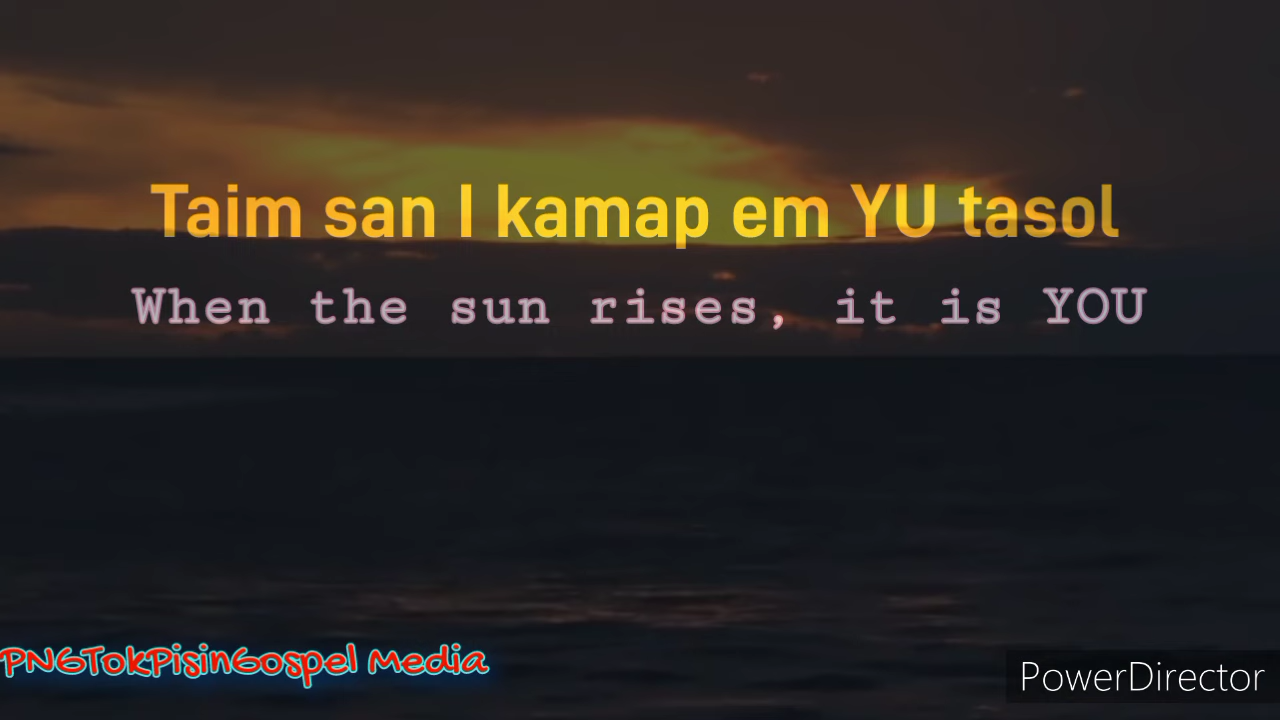 Taim san I kamap em YU tasol
When the sun rises, it is YOU
PNGTokPisinGospel Media
PowerDirector